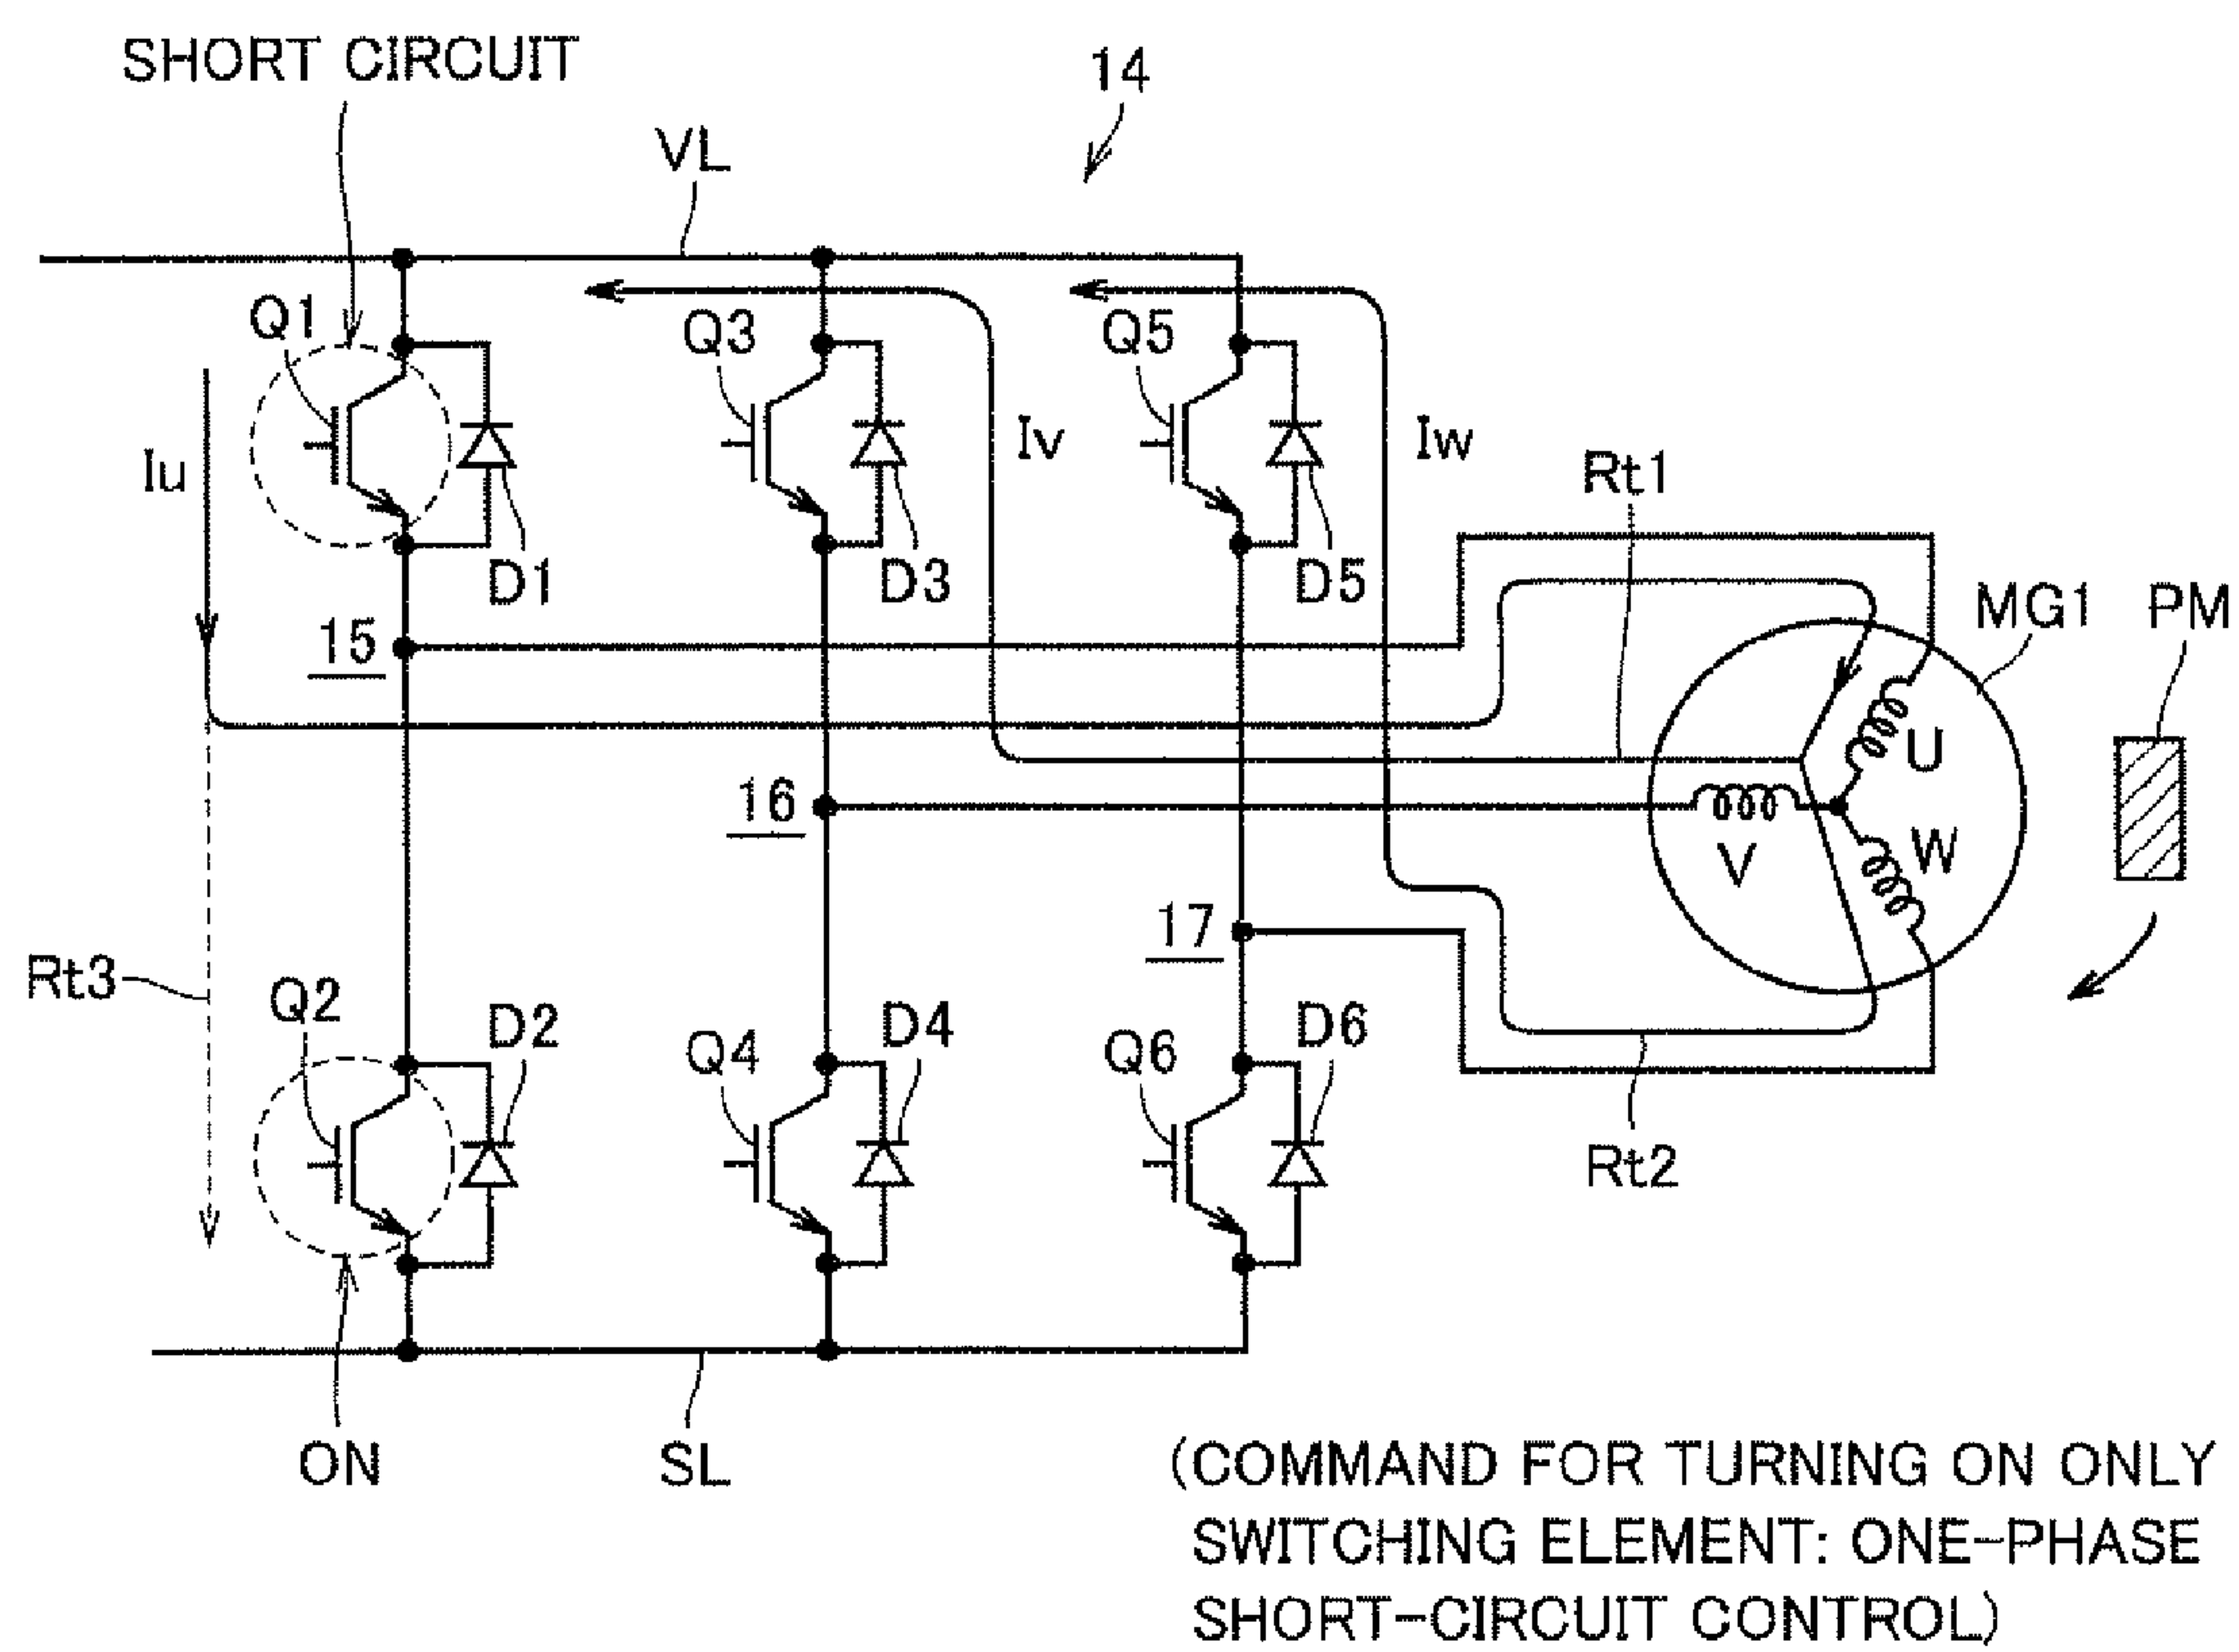 SHORT CIRCUIT
14
VL
Q1
Q3
Q5
Iu
Iv
Iw
Rt1
D1
D3
D5
MG1
PM
15
U
16
V
W
17
Rt3
Q2
D2
Q4
D4
Q6
D6
Rt2
ON
SL
(COMMAND FOR TURNING ON ONLY
SWITCHING ELEMENT: ONE-PHASE
SHORT-CIRCUIT CONTROL)